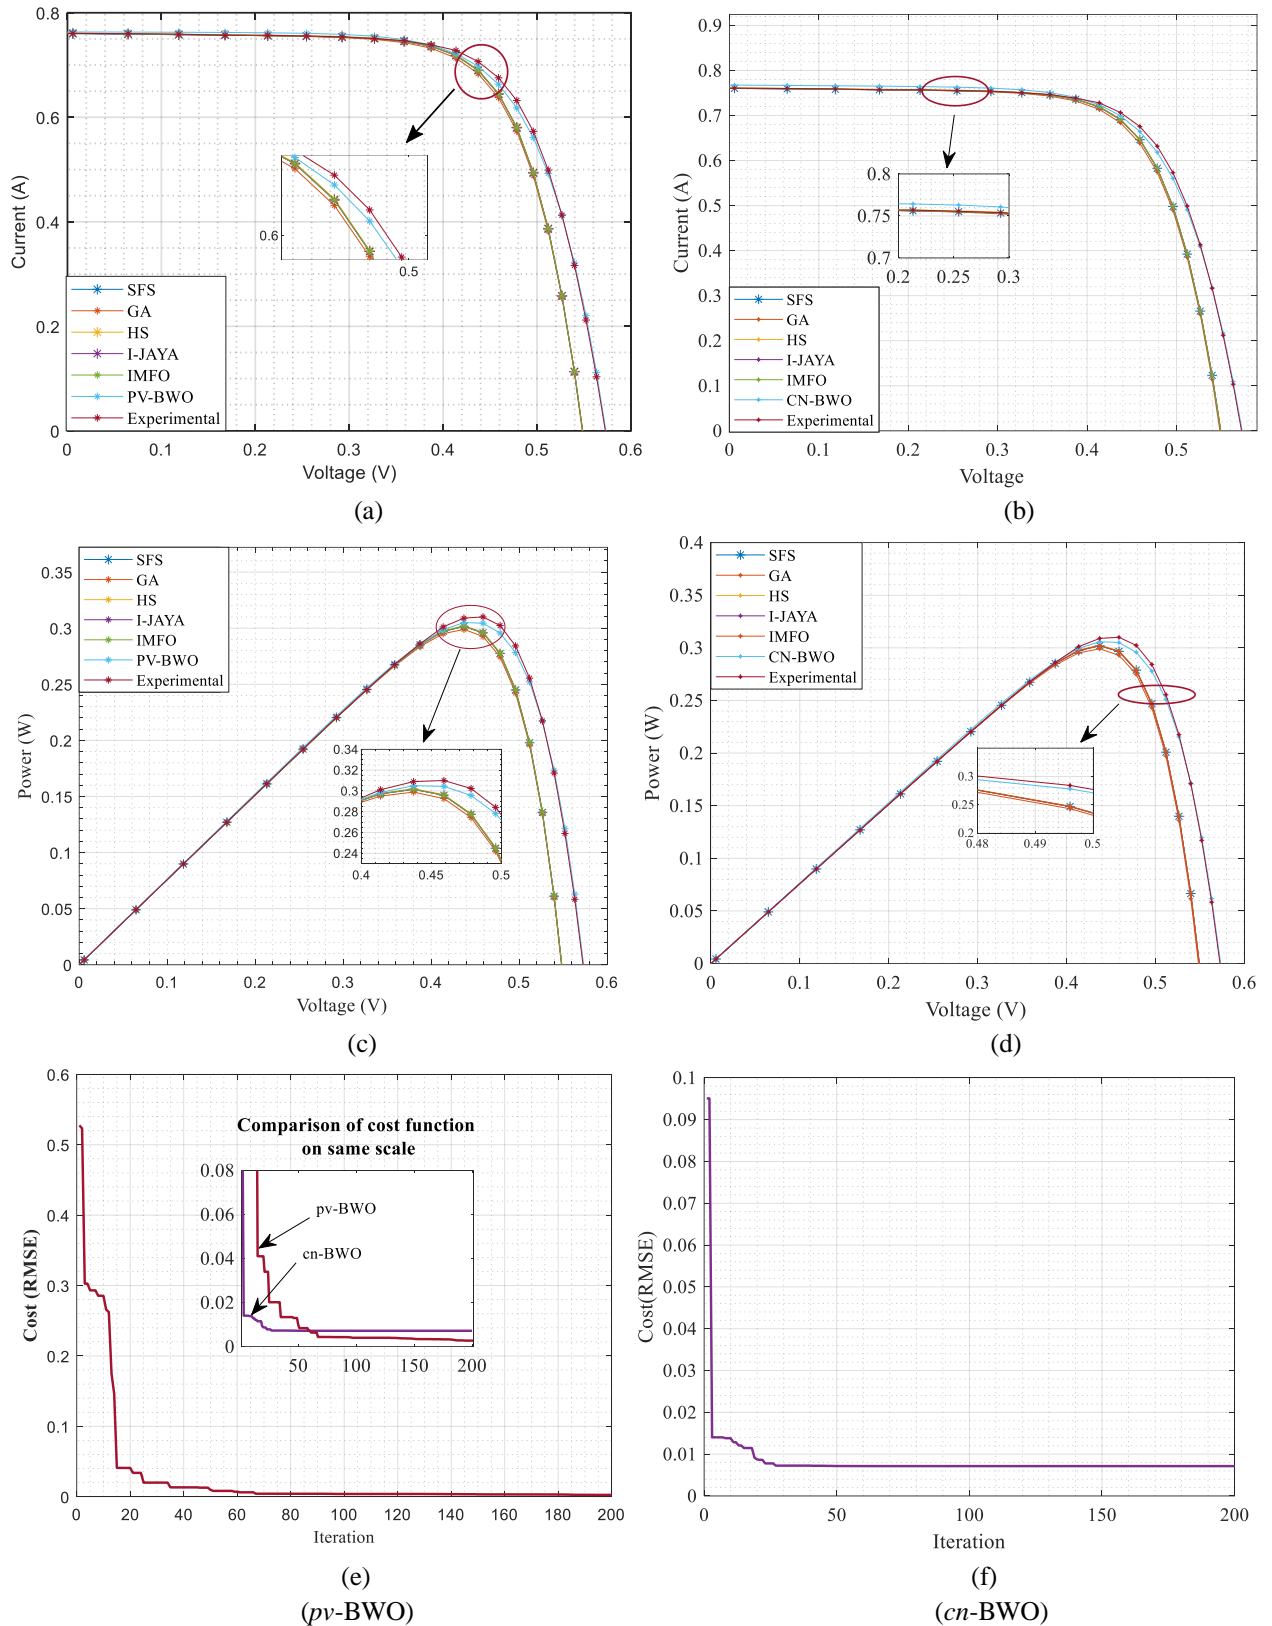 0.8
0.6
0.4
0.2
0
Current (A)
0.6
0.5
SFS
GA
HS
I-JAYA
IMFO
PV-BWO
Experimental
0 0.1 0.2 0.3 0.4 0.5 0.6
Voltage (V)
(a)
0.9
0.8
0.7
0.6
0.5
0.4
0.3
0.2
0.1
0
Current (A)
0.8
0.75
0.7
0.2 0.25 0.3
SFS
GA
HS
I-JAYA
IMFO
CN-BWO
Experimental
0 0.1 0.2 0.3 0.4 0.5
Voltage
(b)
SFS
GA
HS
I-JAYA
IMFO
PV-BWO
Experimental
0.35
0.3
0.25
0.2
0.15
0.1
0.05
0
Power (W)
0.34
0.32
0.3
0.28
0.26
0.24
0.4 0.45 0.5
0 0.1 0.2 0.3 0.4 0.5 0.6
Voltage (V)
(c)
SFS
GA
HS
I-JAYA
IMFO
CN-BWO
Experimental
0.4
0.35
0.3
0.25
0.2
0.15
0.1
0.05
0
Power (W)
0.3
0.25
0.2
0.48 0.49 0.5
0 0.1 0.2 0.3 0.4 0.5 0.6
Voltage (V)
(d)
0.6
0.5
0.4
0.3
0.2
0.1
0
Cost (RMSE)
Comparison of cost function
on same scale
0.08
0.06
0.04
0.02
0
pv-BWO
cn-BWO
50 100 150 200
0 20 40 60 80 100 120 140 160 180 200
Iteration
(e)
(pv-BWO)
0.1
0.09
0.08
0.07
0.06
0.05
0.04
0.03
0.02
0.01
0
Cost(RMSE)
0 50 100 150 200
Iteration
(f)
(cn-BWO)